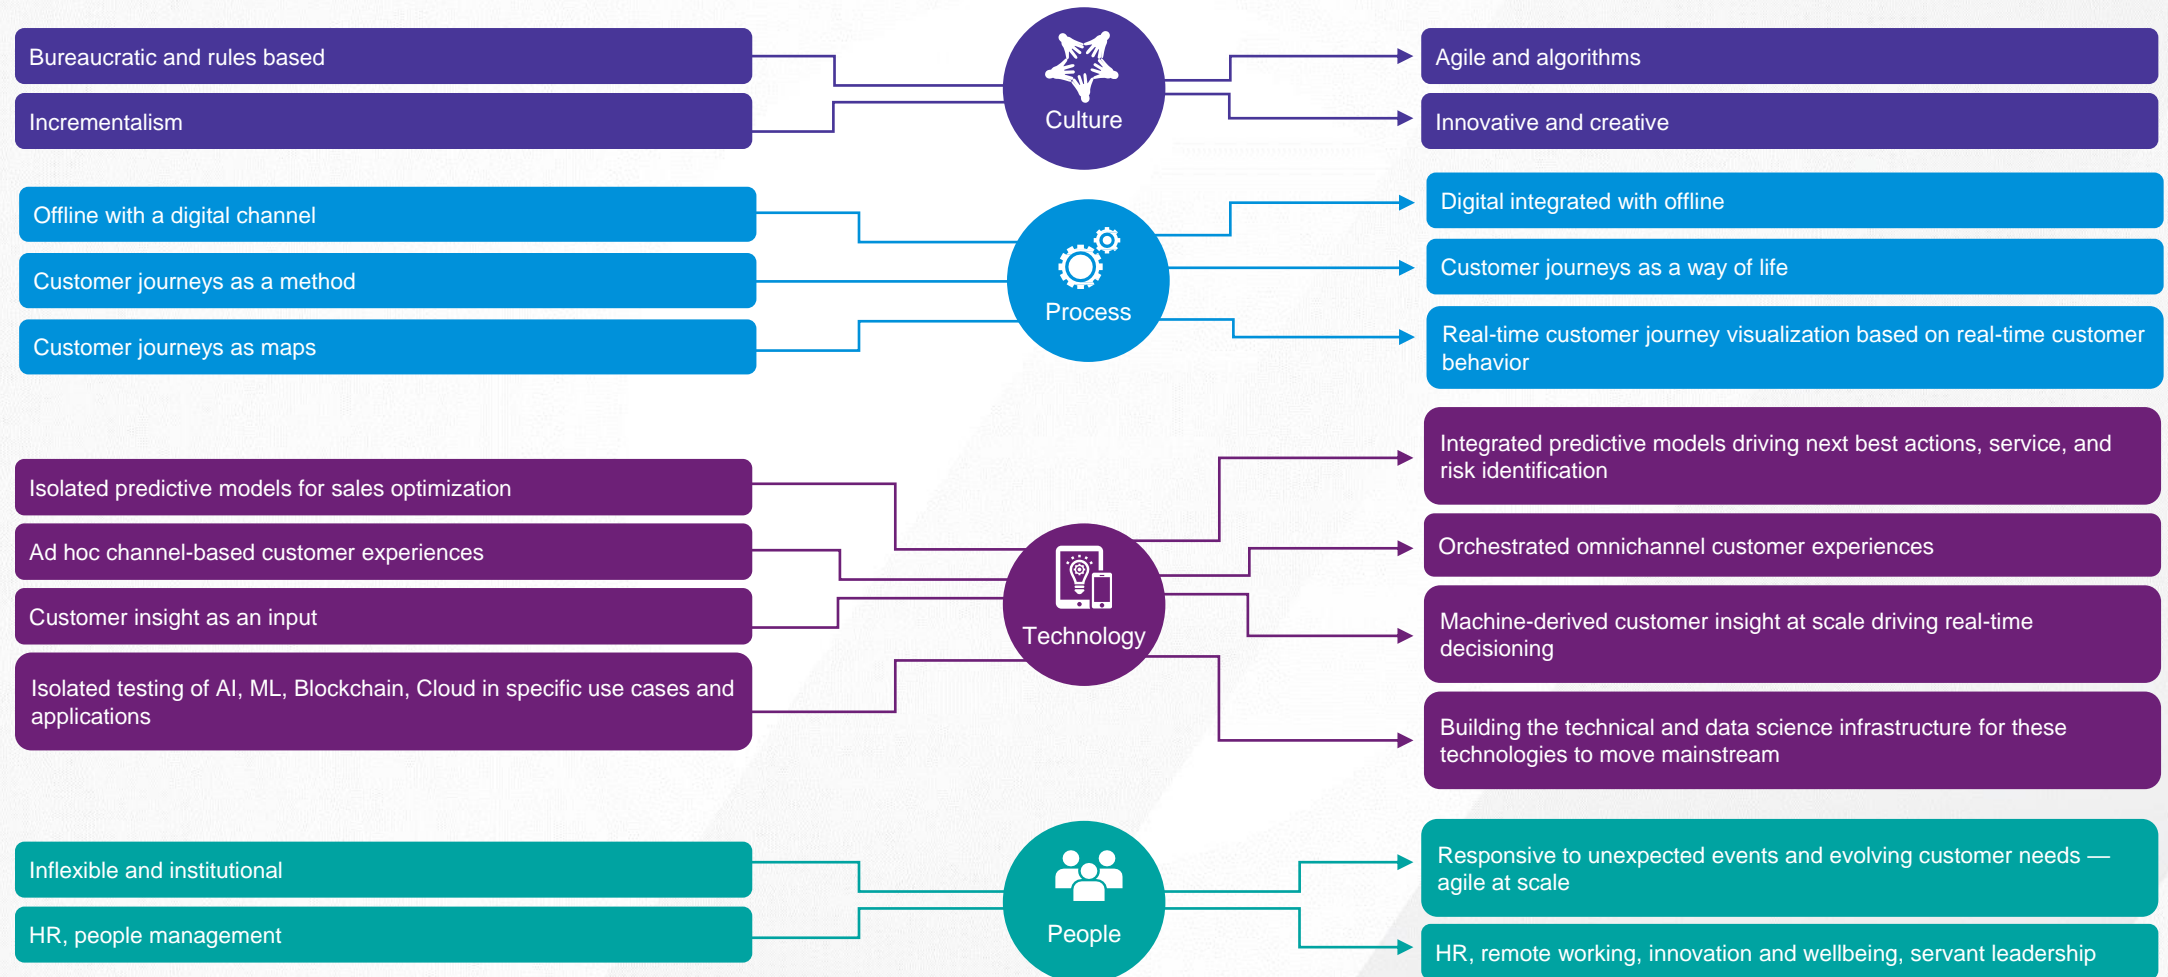 Bureaucratic and rules based
Incrementalism
Culture
Agile and algorithms
Innovative and creative
Offline with a digital channel
Customer journeys as a method
Customer journeys as maps
Process
Digital integrated with offline
Customer journeys as a way of life
Real-time customer journey visualization based on real-time customer
behavior
Isolated predictive models for sales optimization
Ad hoc channel-based customer experiences
Customer insight as an input
Isolated testing of AI, ML, Blockchain, Cloud in specific use cases and
applications
Technology
Integrated predictive models driving next best actions, service, and
risk identification
Orchestrated omnichannel customer experiences
Machine-derived customer insight at scale driving real-time
decisioning
Building the technical and data science infrastructure for these
technologies to move mainstream
Inflexible and institutional
HR, people management
People
Responsive to unexpected events and evolving customer needs —
agile at scale
HR, remote working, innovation and wellbeing, servant leadership